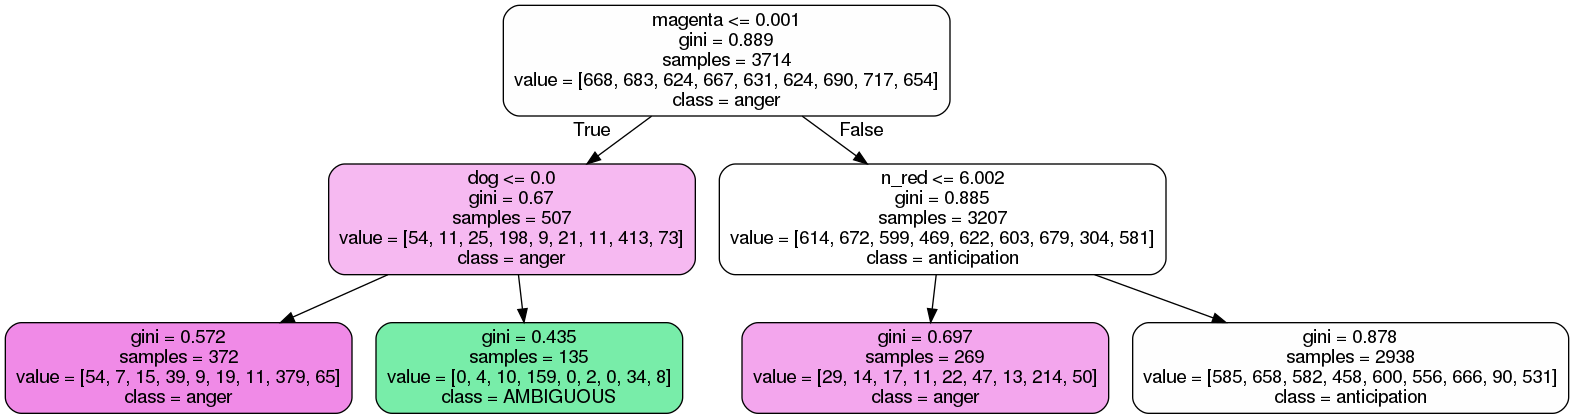 magenta <= 0.001
gini = 0.889
samples = 3714
value = [668, 683, 624, 667, 631, 624, 690, 717, 654]
class = anger
True
False
dog <= 0.0
gini = 0.67
samples = 507
value = [54, 11, 25, 198, 9, 21, 11, 413, 73]
class = anger
n_red <= 6.002
gini = 0.885
samples = 3207
value = [614, 672, 599, 469, 622, 603, 679, 304, 581]
class = anticipation
gini = 0.572
samples = 372
value = [54, 7, 15, 39, 9, 19, 11, 379, 65]
class = anger
gini = 0.435
samples = 135
value = [0, 4, 10, 159, 0, 2, 0, 34, 8]
class = AMBIGUOUS
gini = 0.697
samples = 269
value = [29, 14, 17, 11, 22, 47, 13, 214, 50]
class = anger
gini = 0.878
samples = 2938
value = [585, 658, 582, 458, 600, 556, 666, 90, 531]
class = anticipation